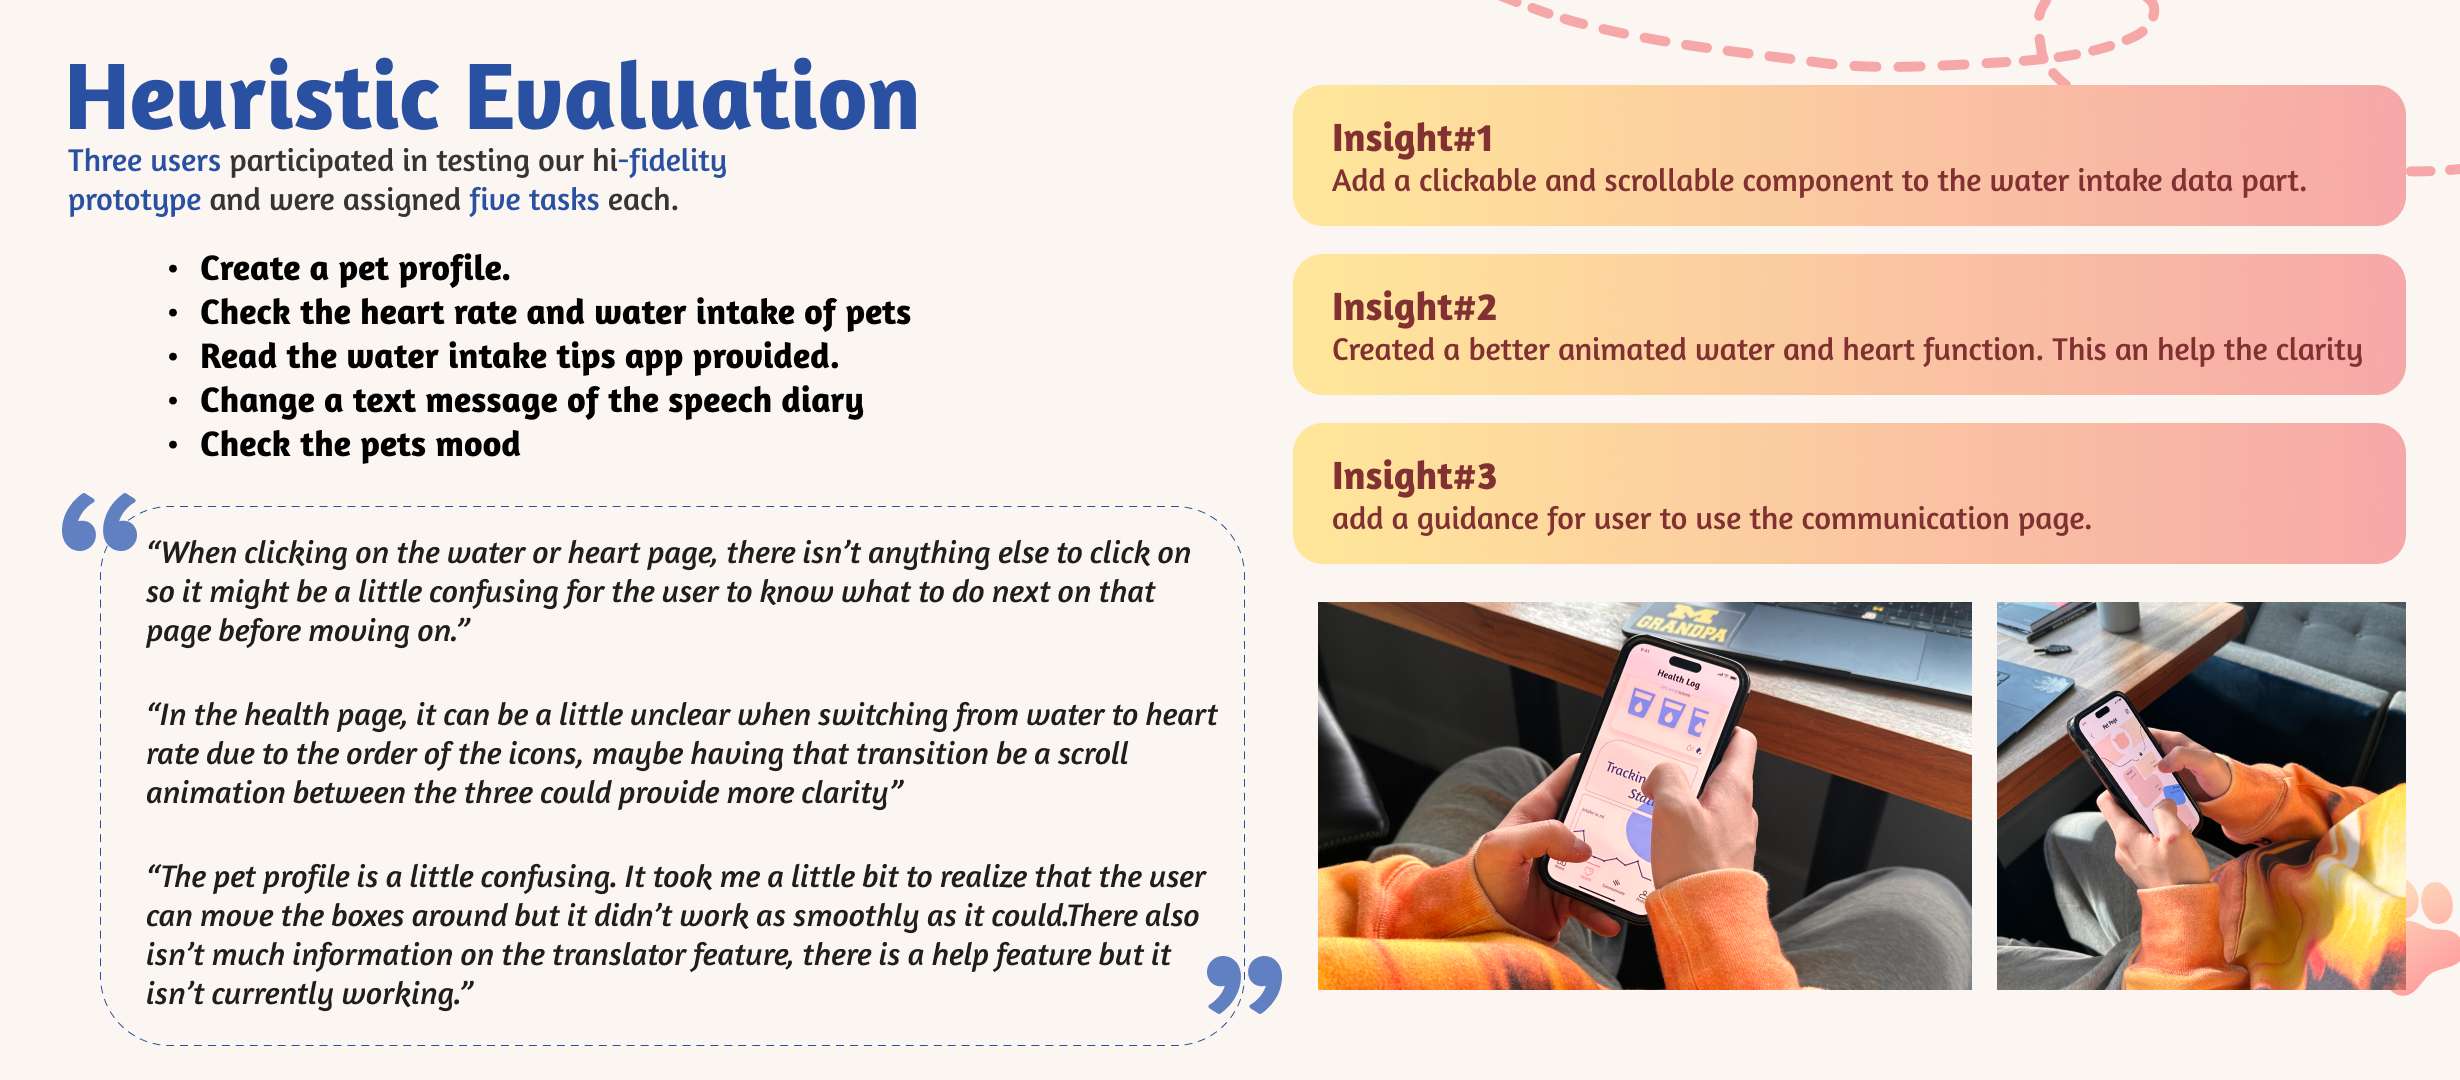 Heuristic Evaluation
Three users participated in testing our hi-fidelity
prototype and were assigned five tasks each.
• Create a pet profile.
• Check the heart rate and water intake of pets
• Read the water intake tips app provided.
• Change a text message of the speech diary
• Check the pets mood
“When clicking on the water or heart page, there isn’t anything else to click on
so it might be a little confusing for the user to know what to do next on that
page before moving on.”
“In the health page, it can be a little unclear when switching from water to heart
rate due to the order of the icons, maybe having that transition be a scroll
animation between the three could provide more clarity”
“The pet profile is a little confusing. It took me a little bit to realize that the user
can move the boxes around but it didn’t work as smoothly as it could.There also
isn’t much information on the translator feature, there is a help feature but it
isn’t currently working.”
Insight#1
Add a clickable and scrollable component to the water intake data part.
Insight#2
Created a better animated water and heart function. This an help the clarity
Insight#3
add a guidance for user to use the communication page.
M
GRANDPA
Health Log
Pet Page